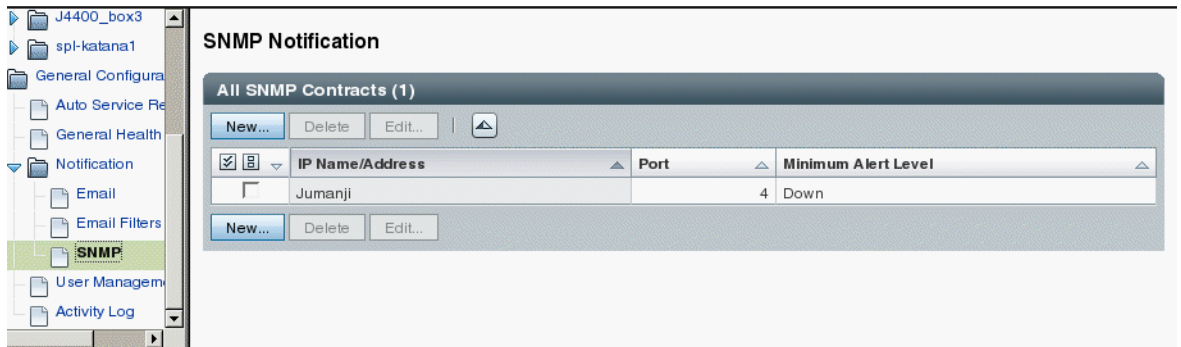 J4400_box3
spl-katana1
General Configura
Auto Service Re
General Health
Notification
Email
Email Filters
SNMP
User Managem
Activity Log
SNMP Notification
All SNMP Contracts (1)
New... Delete Edit...
IP Name/Address Port Minimum Alert Level
Jumanji 4 Down
New... Delete Edit...